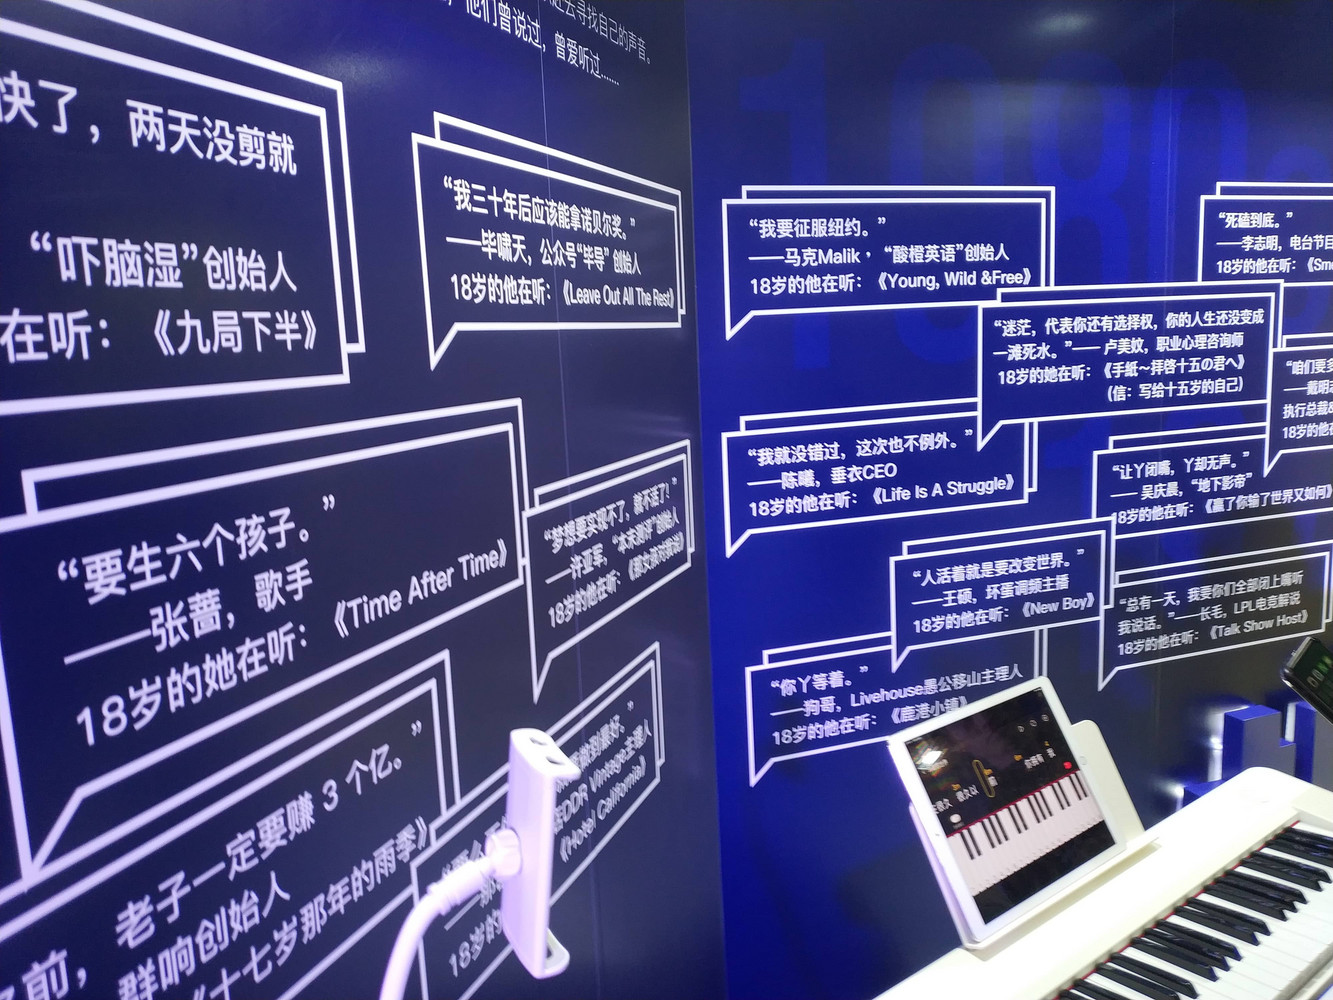 他们曾说过，曾爱听过……
去寻找自己的声音。
快了，两天没剪就
“吓脑湿”创始人
在听：《九局下半》
“我三十年后应该能拿诺贝尔奖。”
——毕啸天，公众号“毕导”创始人
18岁的他在听：《Leave Out All The Rest》
“要生六个孩子。”
——张蔷，歌手
18岁的她在听：《Time After Time》
“梦想要实现不了，就不活了！”
——许亚军，“本末测评”创始人
18岁的他在听：
老子一定要赚 3 个亿。”
前，群响创始人
《十七岁那年的雨季》
做到最好。”
DDR Vintage主理人
《Hotel California》
18岁的
“我要征服纽约。”
——马克Malik，“酸橙英语”创始人
18岁的他在听：《Young, Wild &Free》
“死磕到底。”
——李志明，电台节目
18岁的他在听：《Sm
“迷茫，代表你还有选择权，你的人生还没变成
一滩死水。”—— 卢美妏，职业心理咨询师
18岁的她在听：《手紙～拝啓十五の君へ》
（信：写给十五岁的自己）
“咱们要多
——戴明志
执行总裁
18岁的他在
“我就没错过，这次也不例外。”
——陈曦，垂衣CEO
18岁的他在听：《Life Is A Struggle》
“让丫闭嘴，丫却无声。”
—— 吴庆晨，“地下影帝”
18岁的他在听：《赢了你输了世界又如何》
“人活着就是要改变世界。”
——王硕，坏蛋调频主播
18岁的他在听：《New Boy》
“总有一天，我要你们全部闭上嘴听
我说话。”——长毛，LPL电竞解说
18岁的他在听：《Talk Show Host》
“你丫等着。”
——狗哥，Livehouse愚公移山主理人
18岁的他在听：《鹿港小镇》